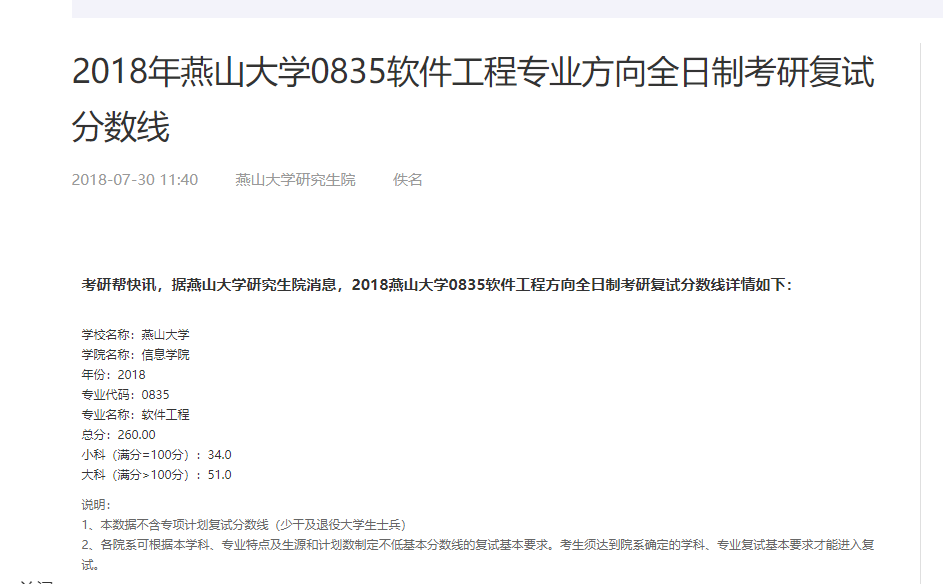 2018年燕山大学0835软件工程专业方向全日制考研复试
分数线
2018-07-30 11:40 燕山大学研究生院 佚名
考研帮快讯，据燕山大学研究生院消息，2018燕山大学0835软件工程方向全日制考研复试分数线详情如下：
学校名称：燕山大学
学院名称：信息学院
年份：2018
专业代码：0835
专业名称：软件工程
总分：260.00
小科（满分=100分）：34.0
大科（满分>100分）：51.0
说明：
1、本数据不含专项计划复试分数线（少干及退役大学生士兵）
2、各院系可根据本学科、专业特点及生源和计划数制定不低基本分数线的复试基本要求。考生须达到院系确定的学科、专业复试基本要求才能进入复
试。